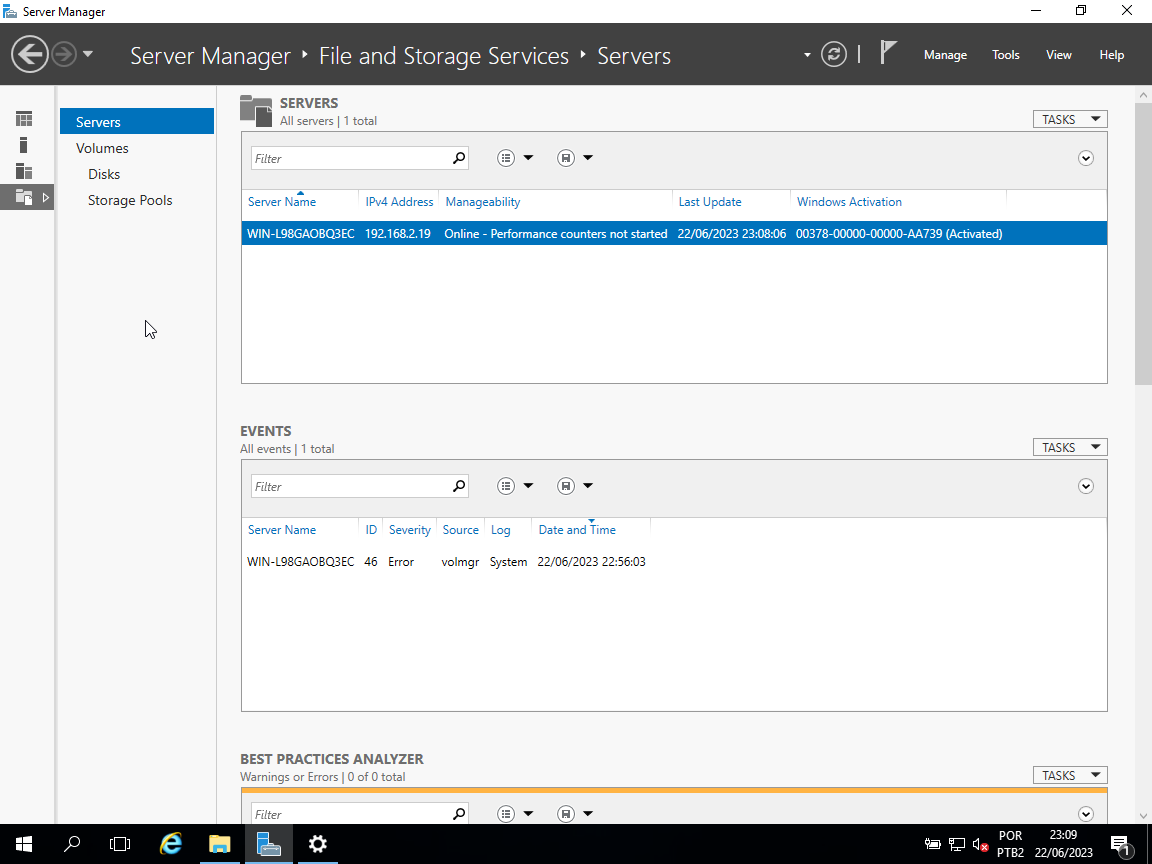 Server Manager
Server Manager File and Storage Services Servers
Manage Tools View Help
Servers
Volumes
Disks
Storage Pools
SERVERS
All servers | 1 total
TASKS
Filter
Server Name IPv4 Address Manageability Last Update Windows Activation
WIN-L98GAOBQ3EC 192.168.2.19 Online - Performance counters not started 22/06/2023 23:08:06 00378-00000-00000-AA739 (Activated)
EVENTS
All events | 1 total
TASKS
Filter
Server Name ID Severity Source Log Date and Time
WIN-L98GAOBQ3EC 46 Error volmgr System 22/06/2023 22:56:03
BEST PRACTICES ANALYZER
Warnings or Errors | 0 of 0 total
TASKS
Filter
POR
PTB2
23:09
22/06/2023
1